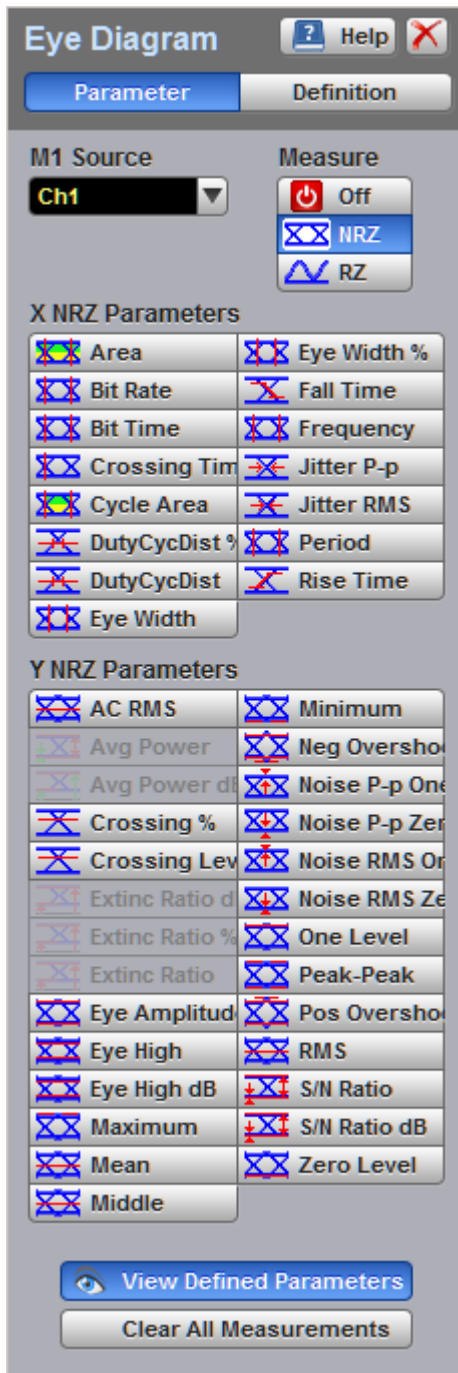 Eye Diagram
Help
Parameter Definition
M1 Source Measure
Ch1 Off
NRZ
RZ
X NRZ Parameters
Area Eye Width %
Bit Rate Fall Time
Bit Time Frequency
Crossing Tim Jitter P-p
Cycle Area Jitter RMS
DutyCycDist % Period
DutyCycDist Rise Time
Eye Width
Y NRZ Parameters
AC RMS Minimum
Avg Power Neg Oversho
Avg Power dB Noise P-p One
Crossing % Noise P-p Zer
Crossing Lev Noise RMS On
Extinc Ratio d Noise RMS Ze
Extinc Ratio % One Level
Extinc Ratio Peak-Peak
Eye Amplitud Pos Oversho
Eye High RMS
Eye High dB S/N Ratio
Maximum S/N Ratio dB
Mean Zero Level
Middle
View Defined Parameters
Clear All Measurements